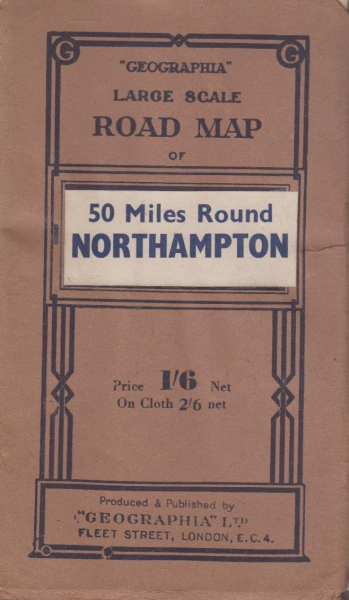 G G
"GEOGRAPHIA"
LARGE SCALE
ROAD MAP
OF
50 Miles Round
NORTHAMPTON
Price 1/6 Net
On Cloth 2/6 net
Produced & Published by
"GEOGRAPHIA" LTD
FLEET STREET, LONDON, E.C.4.